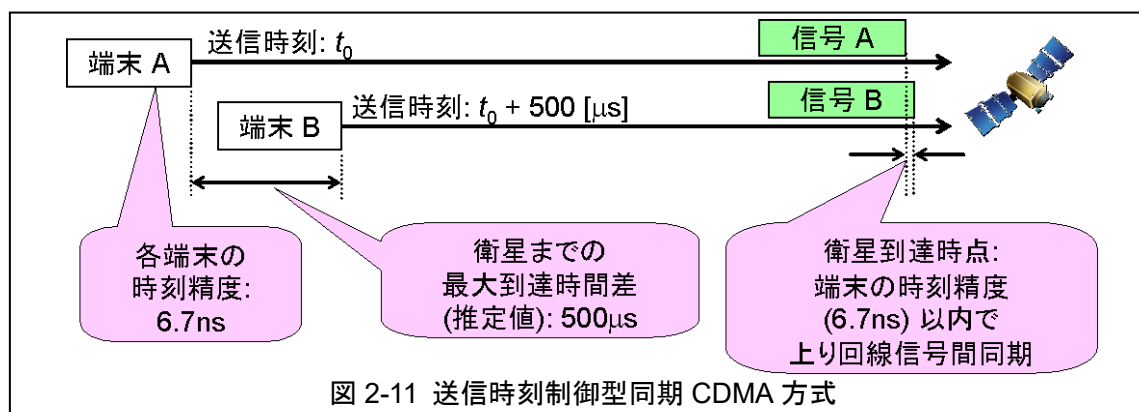 送信時刻: t0
信号 A
端末 A
送信時刻: t0 + 500 [μs]
信号 B
端末 B
各端末の
時刻精度:
6.7ns
衛星までの
最大到達時間差
(推定値): 500μs
衛星到達時点:
端末の時刻精度
(6.7ns) 以内で
上り回線信号間同期
図 2-11 送信時刻制御型同期 CDMA 方式